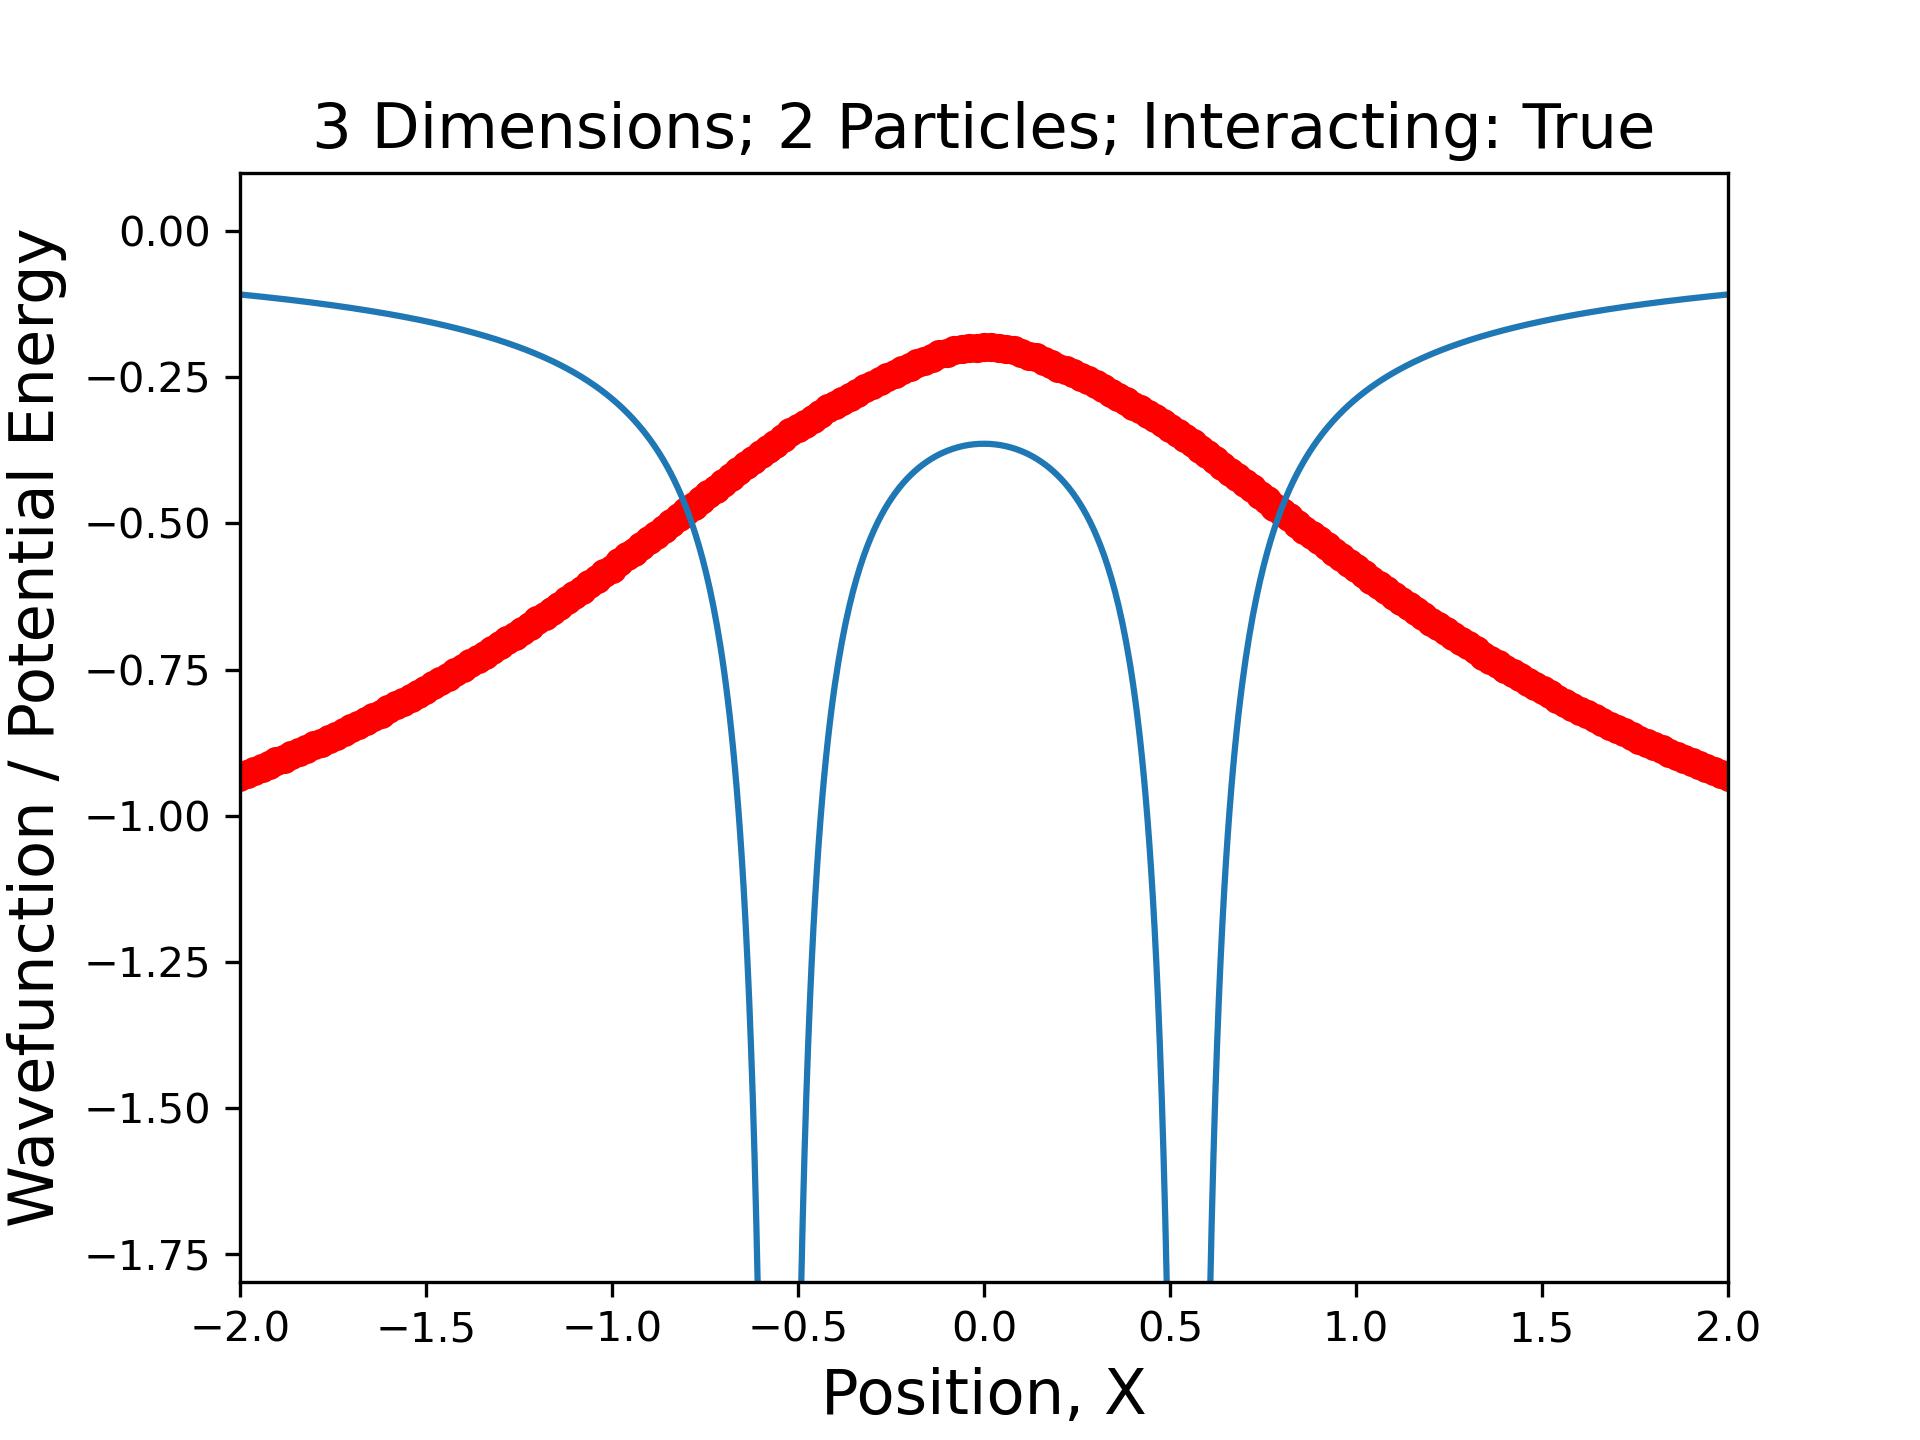 3 Dimensions; 2 Particles; Interacting: True
Wavefunction / Potential Energy
0.00
−0.25
−0.50
−0.75
−1.00
−1.25
−1.50
−1.75
−2.0 −1.5 −1.0 −0.5 0.0 0.5 1.0 1.5 2.0
Position, X